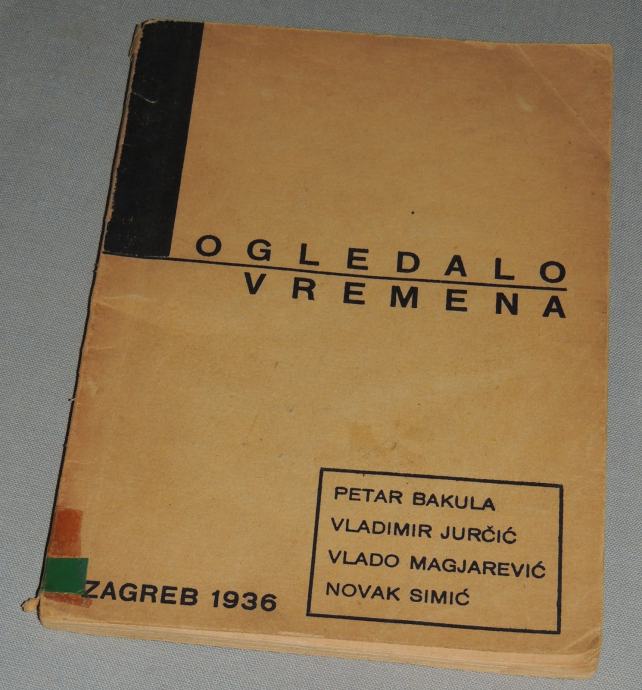 OGLEDALO
VREMENA
PETAR BAKULA
VLADIMIR JURČIĆ
VLADO MAGJAREVIĆ
NOVAK SIMIĆ
ZAGREB 1936